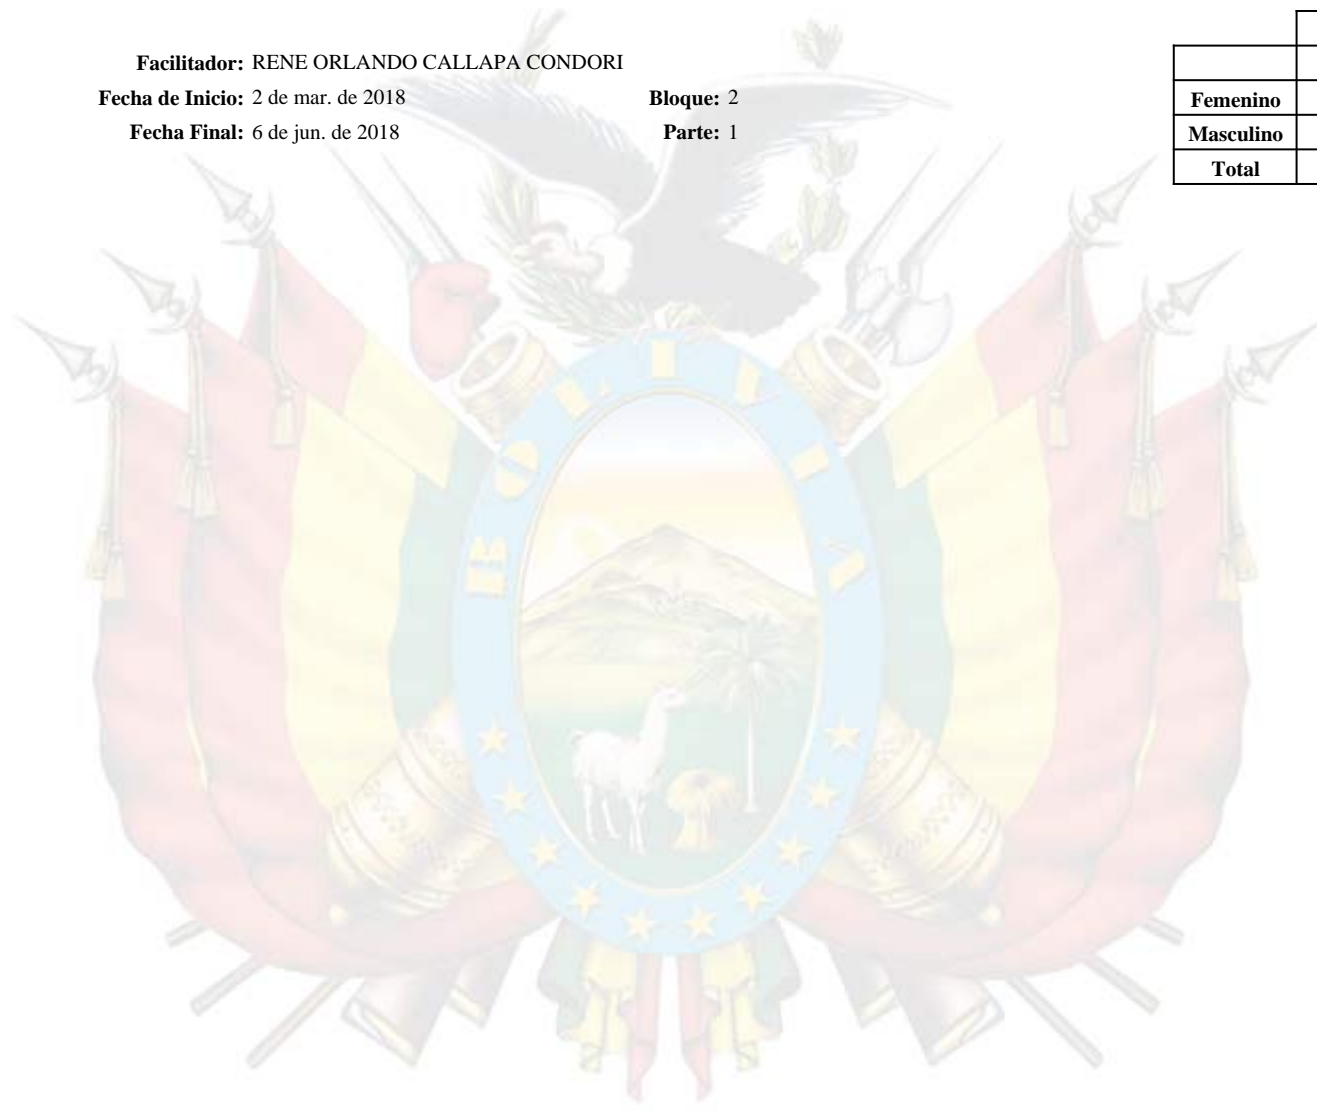 Facilitador: RENE ORLANDO CALLAPA CONDORI
Fecha de Inicio: 2 de mar. de 2018 Bloque: 2
Fecha Final: 6 de jun. de 2018 Parte: 1
Femenino
Masculino
Total
BOLIVIA